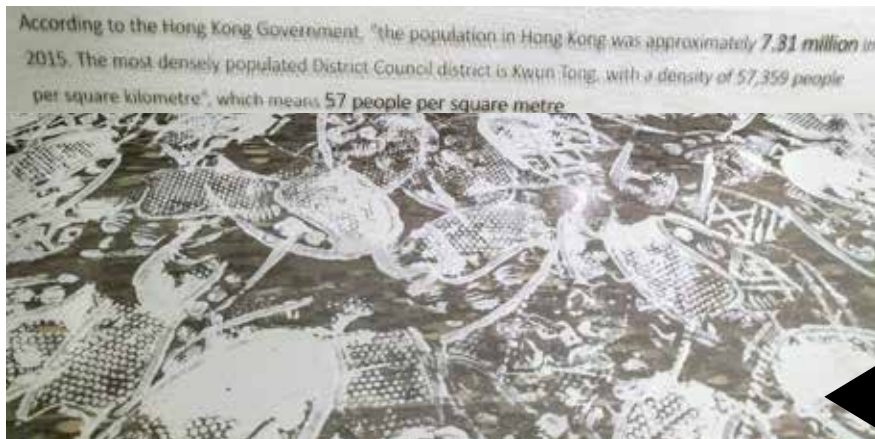 According to the Hong Kong Government, "the population in Hong Kong was approximately 7.31 million in
2015. The most densely populated District Council district is Kwun Tong, with a density of 57,359 people
per square kilometre", which means 57 people per square metre